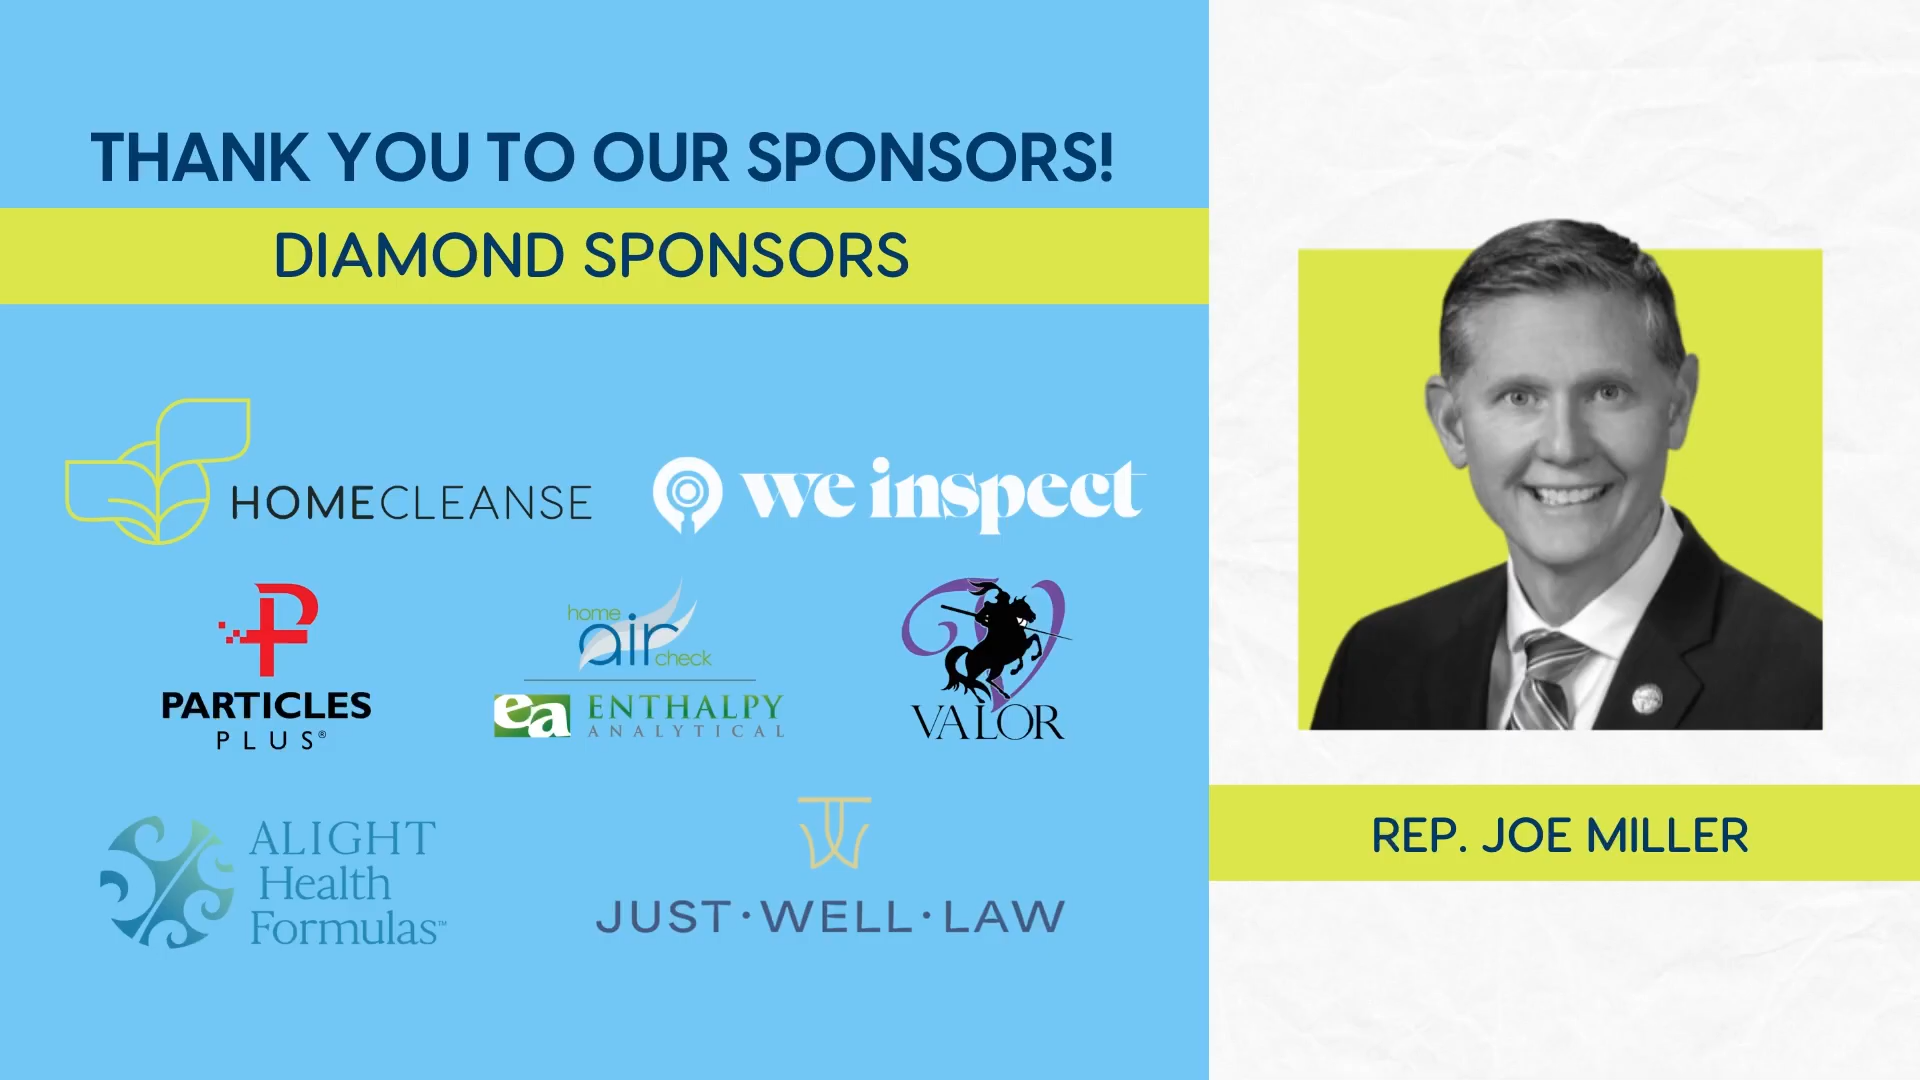 THANK YOU TO OUR SPONSORS!
DIAMOND SPONSORS
HOMECLEANSE
we inspect
PARTICLES
PLUS®
home
air
check
ea ENTHALPY
ANALYTICAL
VALOR
ALIGHT
Health
Formulas™
JUST·WELL·LAW
REP. JOE MILLER